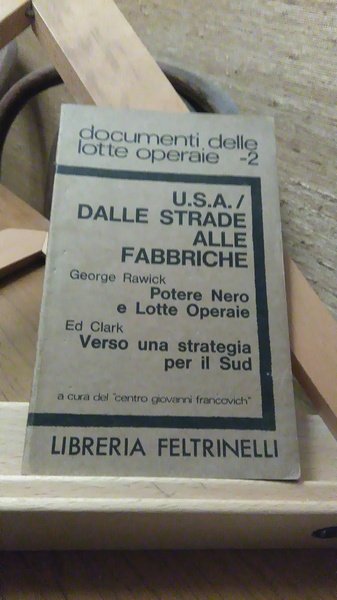 documenti delle
lotte operaie -2
U.S.A./
DALLE STRADE
ALLE
FABBRICHE
George Rawick
Potere Nero
e Lotte Operaie
Ed Clark
Verso una strategia
per il Sud
a cura del "centro giovanni francovich"
LIBRERIA FELTRINELLI